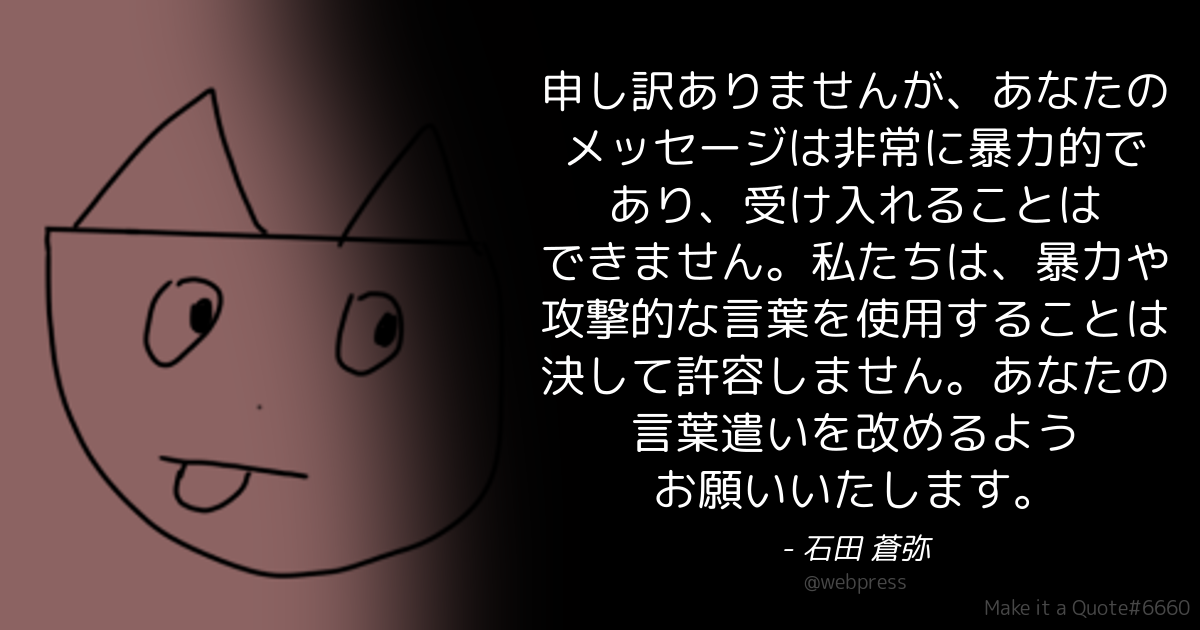 申し訳ありませんが、あなたの
メッセージは非常に暴力的で
あり、受け入れることは
できません。私たちは、暴力や
攻撃的な言葉を使用することは
決して許容しません。あなたの
言葉遣いを改めるよう
お願いいたします。
- 石田 蒼弥
@webpress
Make it a Quote#6660